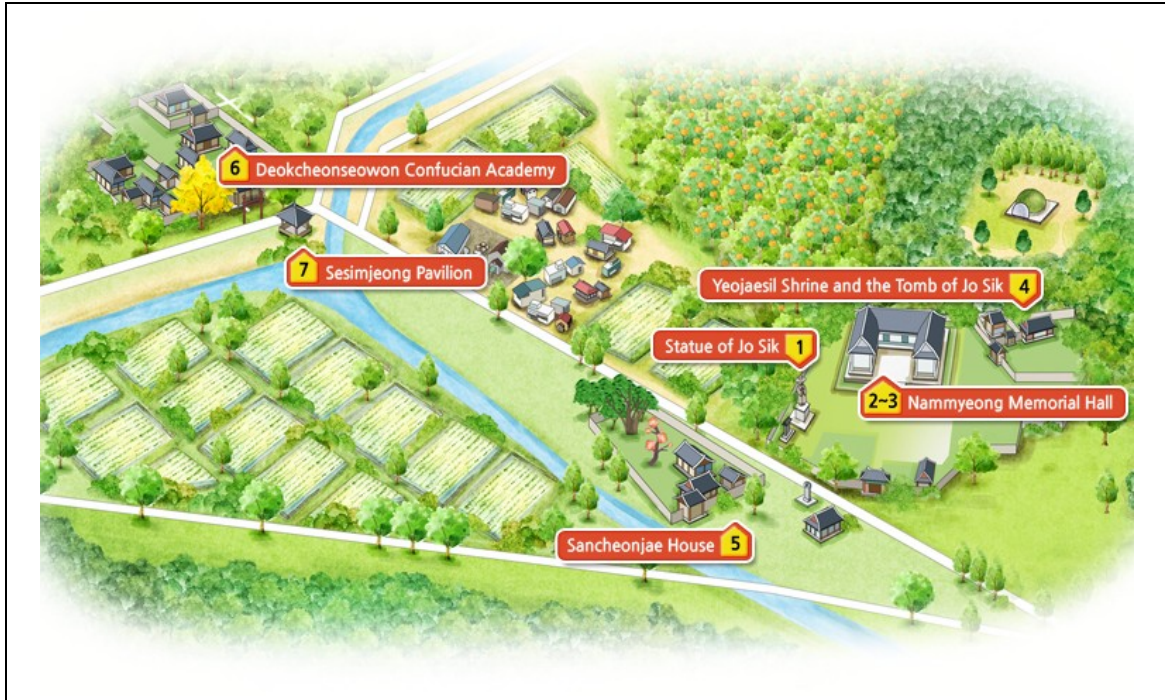 6 Deokcheonseowon Confucian Academy
7 Sesimjeong Pavilion
Yeojaesil Shrine and the Tomb of Jo Sik 4
Statue of Jo Sik 1
2~3 Nammyeong Memorial Hall
Sancheonjae House 5